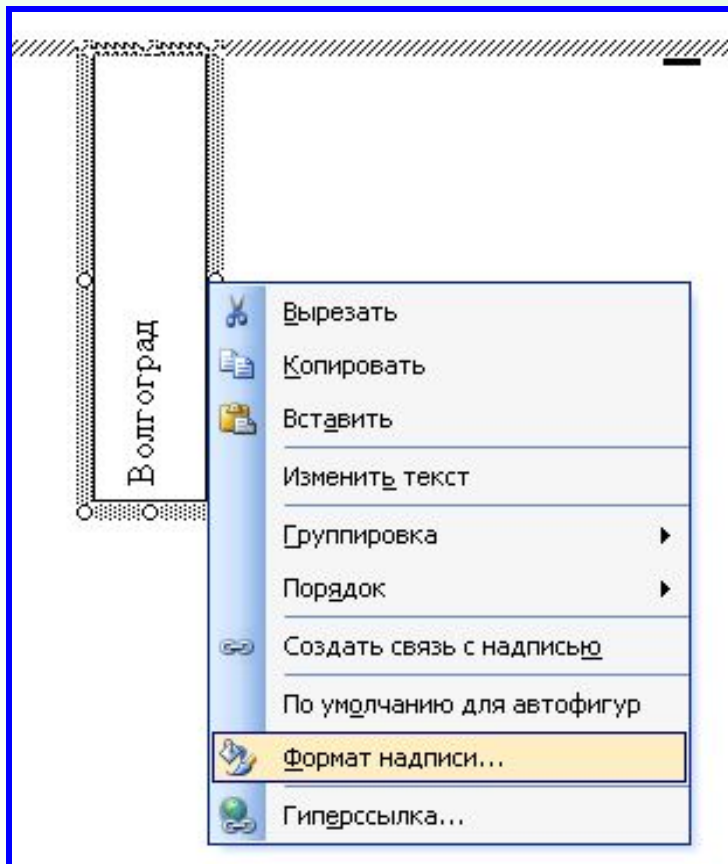 Волгоград
Вырезать
Копировать
Вставить
Изменить текст
Группировка
Порядок
Создать связь с надписью
По умолчанию для автофигур
Формат надписи...
Гиперссылка...